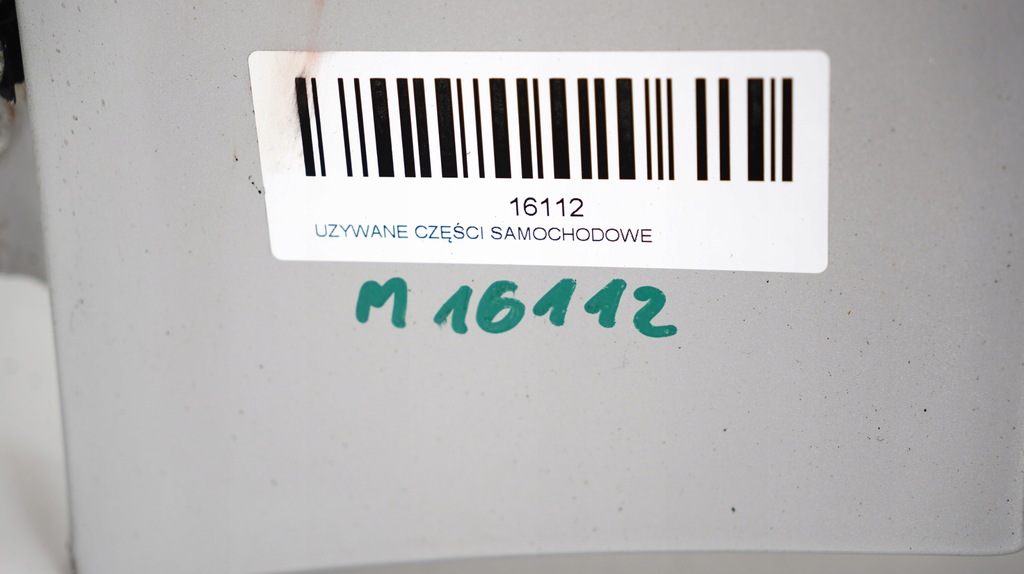 16112
UZYWANE CZĘŚCI SAMOCHODOWE
M 16112